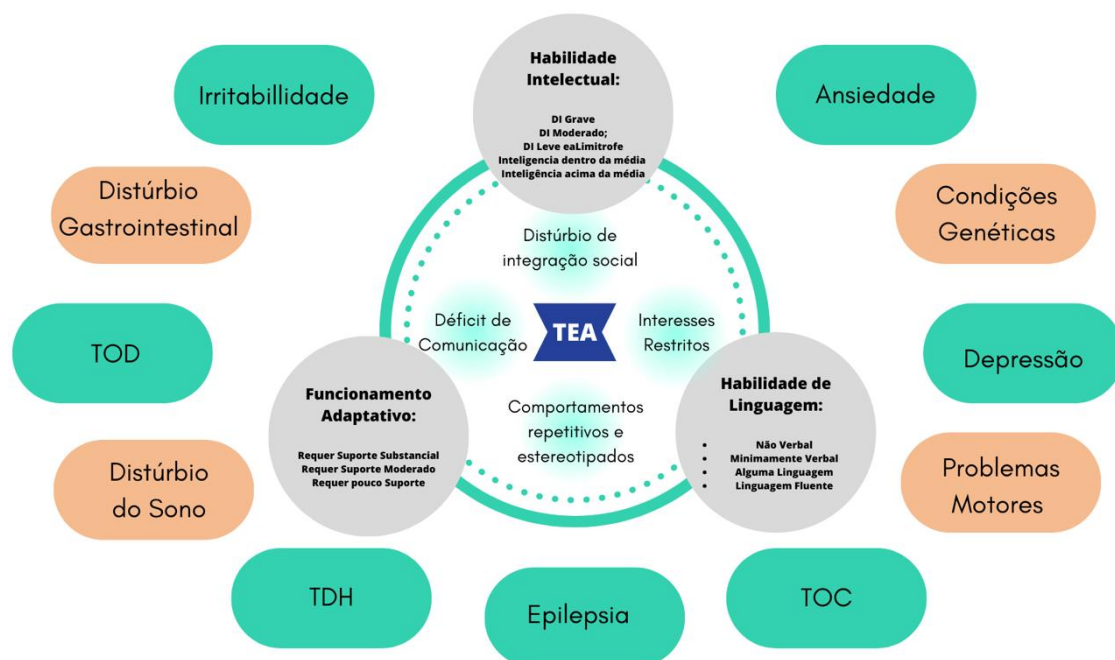 Habilidade
Intelectual:
DI Grave
DI Moderado;
DI Leve eaLimitrofe
Inteligencia dentro da média
Inteligência acima da média
Irritabillidade
Ansiedade
Distúrbio
Gastrointestinal
Condições
Genéticas
Distúrbio de
integração social
Déficit de
Comunicação
TEA
Interesses
Restritos
Comportamentos
repetitivos e
estereotipados
TOD
Depressão
Funcionamento
Adaptativo:
Requer Suporte Substancial
Requer Suporte Moderado
Requer pouco Suporte
Habilidade de
Linguagem:
• Não Verbal
• Minimamente Verbal
• Alguma Linguagem
• Linguagem Fluente
Distúrbio
do Sono
Problemas
Motores
TDH
Epilepsia
TOC